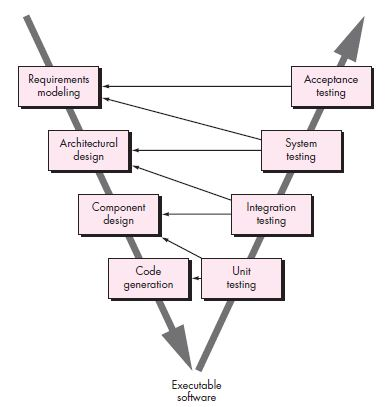 Requirements
modeling
Acceptance
testing
Architectural
design
System
testing
Component
design
Integration
testing
Code
generation
Unit
testing
Executable
software